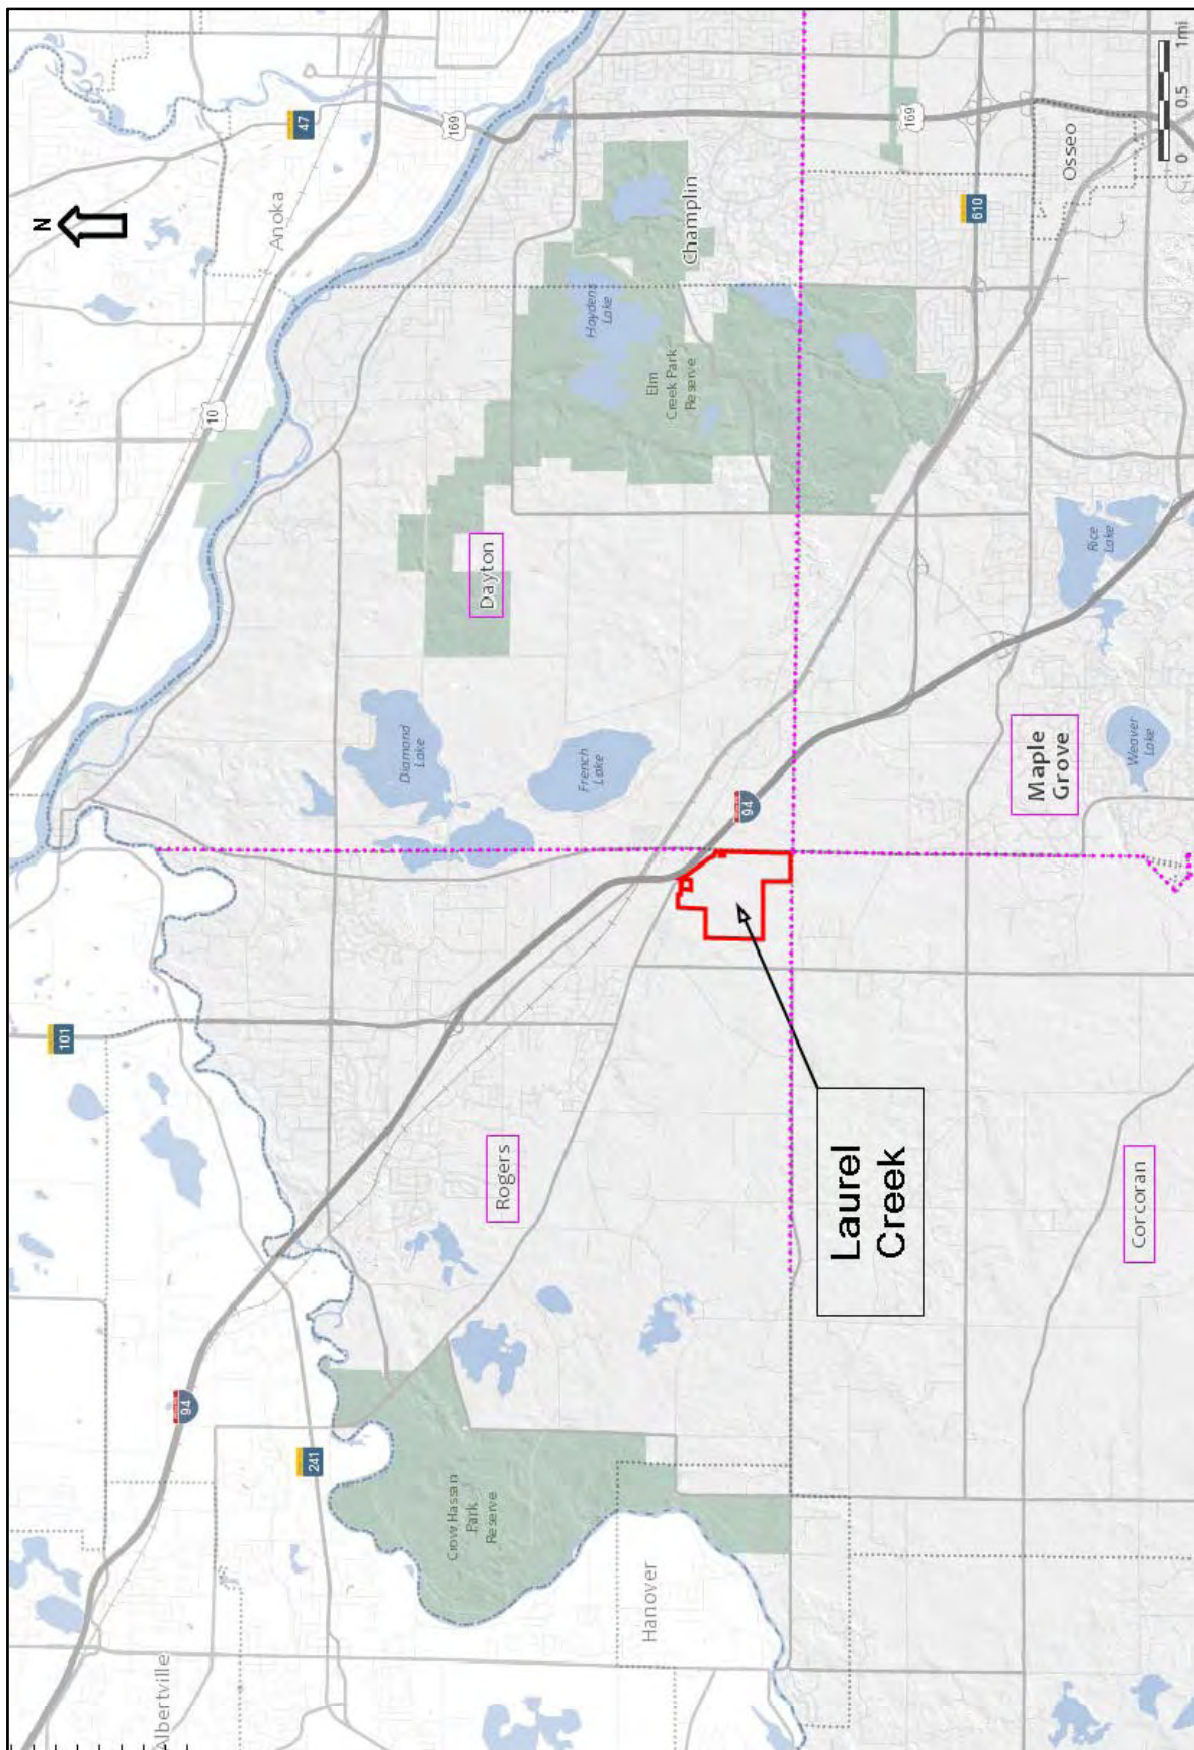 N
Albertville
94
101
10
Anoka
47
241
Diamond
Lake
169
Crow Hassan
Park
Reserve
Rogers
Dayton
French
Lake
Haydens
Lake
Hanover
Elm
Creek Park
Reserve
Champlin
94
169
Laurel
Creek
610
Maple
Grove
Osseo
Rice
Lake
Corcoran
Weaver
Lake
0 0.5 1mi